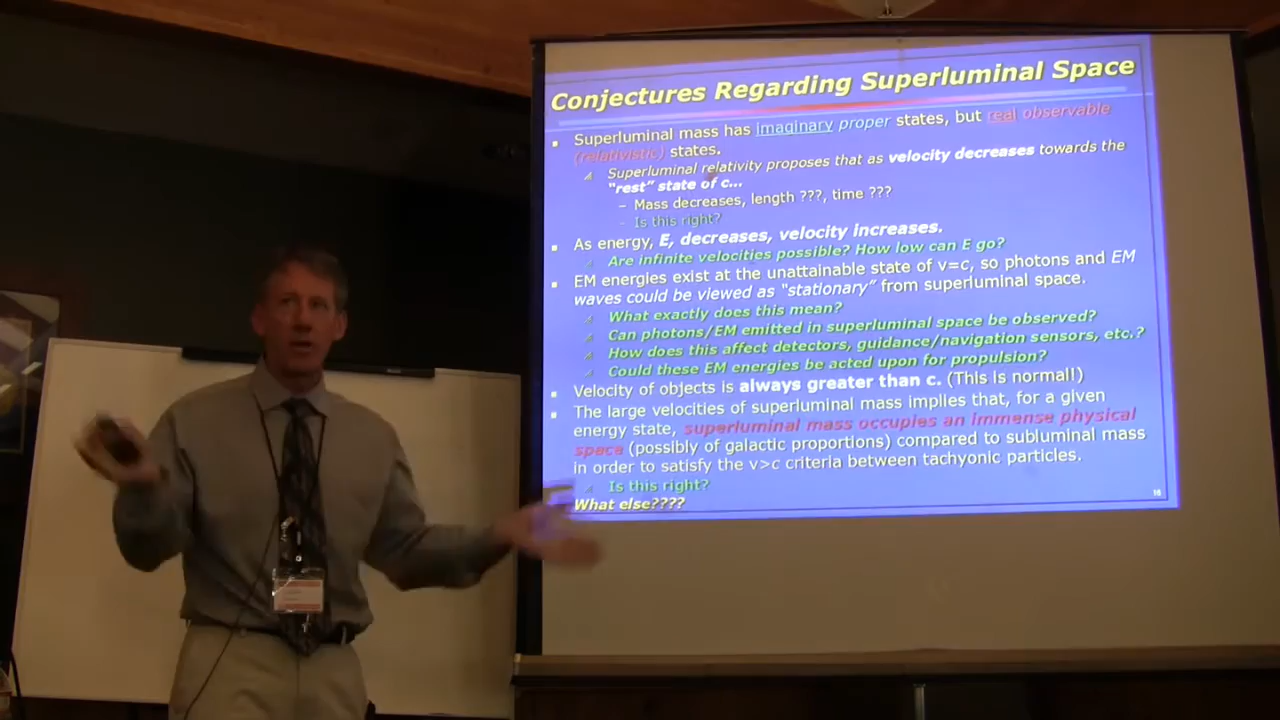 Conjectures Regarding Superluminal Space
▪ Superluminal mass has imaginary proper states, but real observable
(relativistic) states.
Superluminal relativity proposes that as velocity decreases towards the
"rest" state of c...
– Mass decreases, length ???, time ???
– Is this right?
▪ As energy, E, decreases, velocity increases.
Are infinite velocities possible? How low can E go?
▪ EM energies exist at the unattainable state of v=c, so photons and EM
waves could be viewed as "stationary" from superluminal space.
What exactly does this mean?
Can photons/EM emitted in superluminal space be observed?
How does this affect detectors, guidance/navigation sensors, etc.?
Could these EM energies be acted upon for propulsion?
▪ Velocity of objects is always greater than c. (This is normal!)
▪ The large velocities of superluminal mass implies that, for a given
energy state, superluminal mass occupies an immense physical
space (possibly of galactic proportions) compared to subluminal mass
in order to satisfy the v>c criteria between tachyonic particles.
Is this right?
What else????